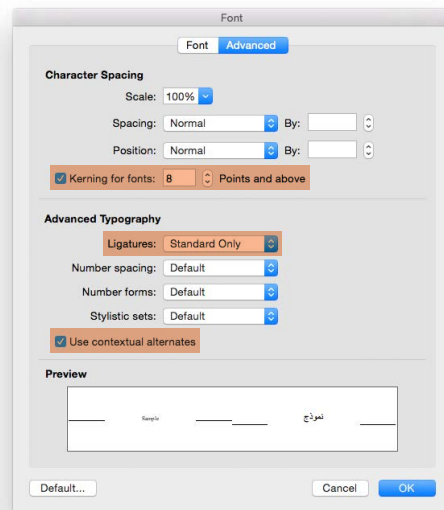 Font
Font Advanced
Character Spacing
Scale: 100%
Spacing: Normal By:
Position: Normal By:
Kerning for fonts: 8 Points and above
Advanced Typography
Ligatures: Standard Only
Number spacing: Default
Number forms: Default
Stylistic sets: Default
Use contextual alternates
Preview
Sample نموذج
Default... Cancel OK